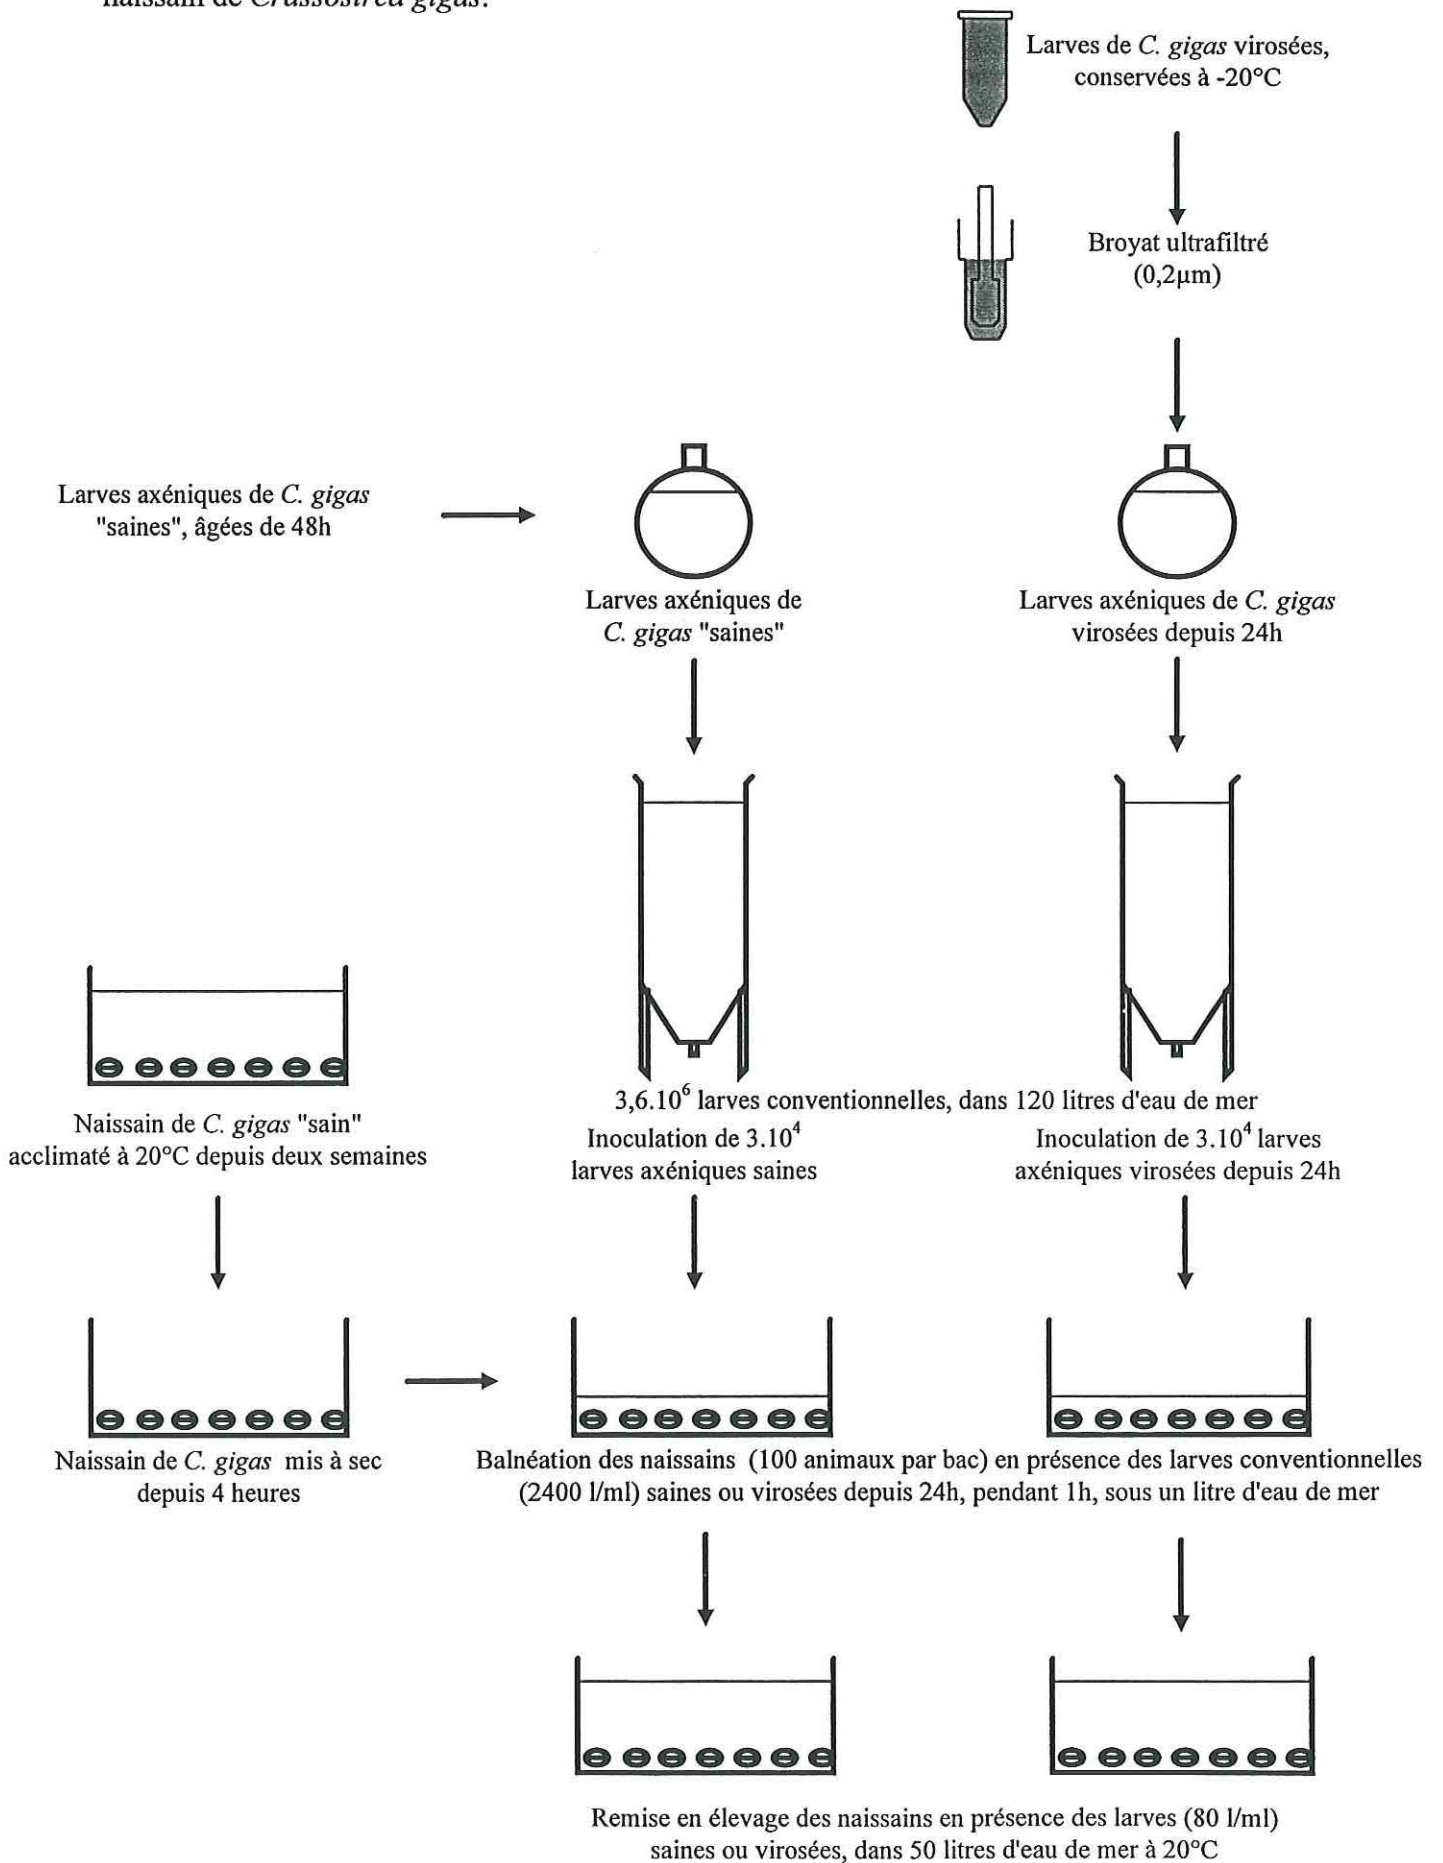 naissain de Crassostrea gigas.
Larves de C. gigas virosées,
conservées à -20°C
Broyat ultrafiltré
(0,2µm)
Larves axéniques de C. gigas
"saines", âgées de 48h
Larves axéniques de
C. gigas "saines"
Larves axéniques de C. gigas
virosées depuis 24h
3,6.10⁶ larves conventionnelles, dans 120 litres d'eau de mer
Inoculation de 3.10⁴
larves axéniques saines
Inoculation de 3.10⁴ larves
axéniques virosées depuis 24h
Naissain de C. gigas "sain"
acclimaté à 20°C depuis deux semaines
Naissain de C. gigas mis à sec
depuis 4 heures
Balnéation des naissains (100 animaux par bac) en présence des larves conventionnelles
(2400 l/ml) saines ou virosées depuis 24h, pendant 1h, sous un litre d'eau de mer
Remise en élevage des naissains en présence des larves (80 l/ml)
saines ou virosées, dans 50 litres d'eau de mer à 20°C